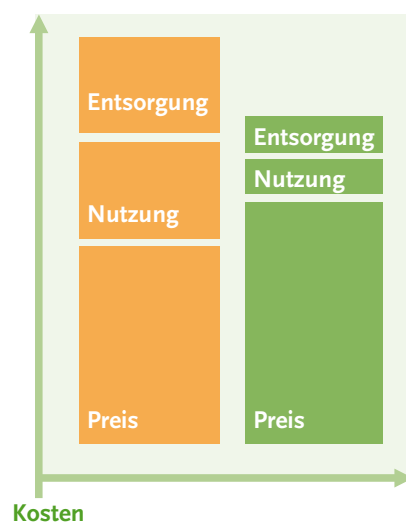 Entsorgung
Nutzung
Preis
Entsorgung
Nutzung
Preis
Kosten